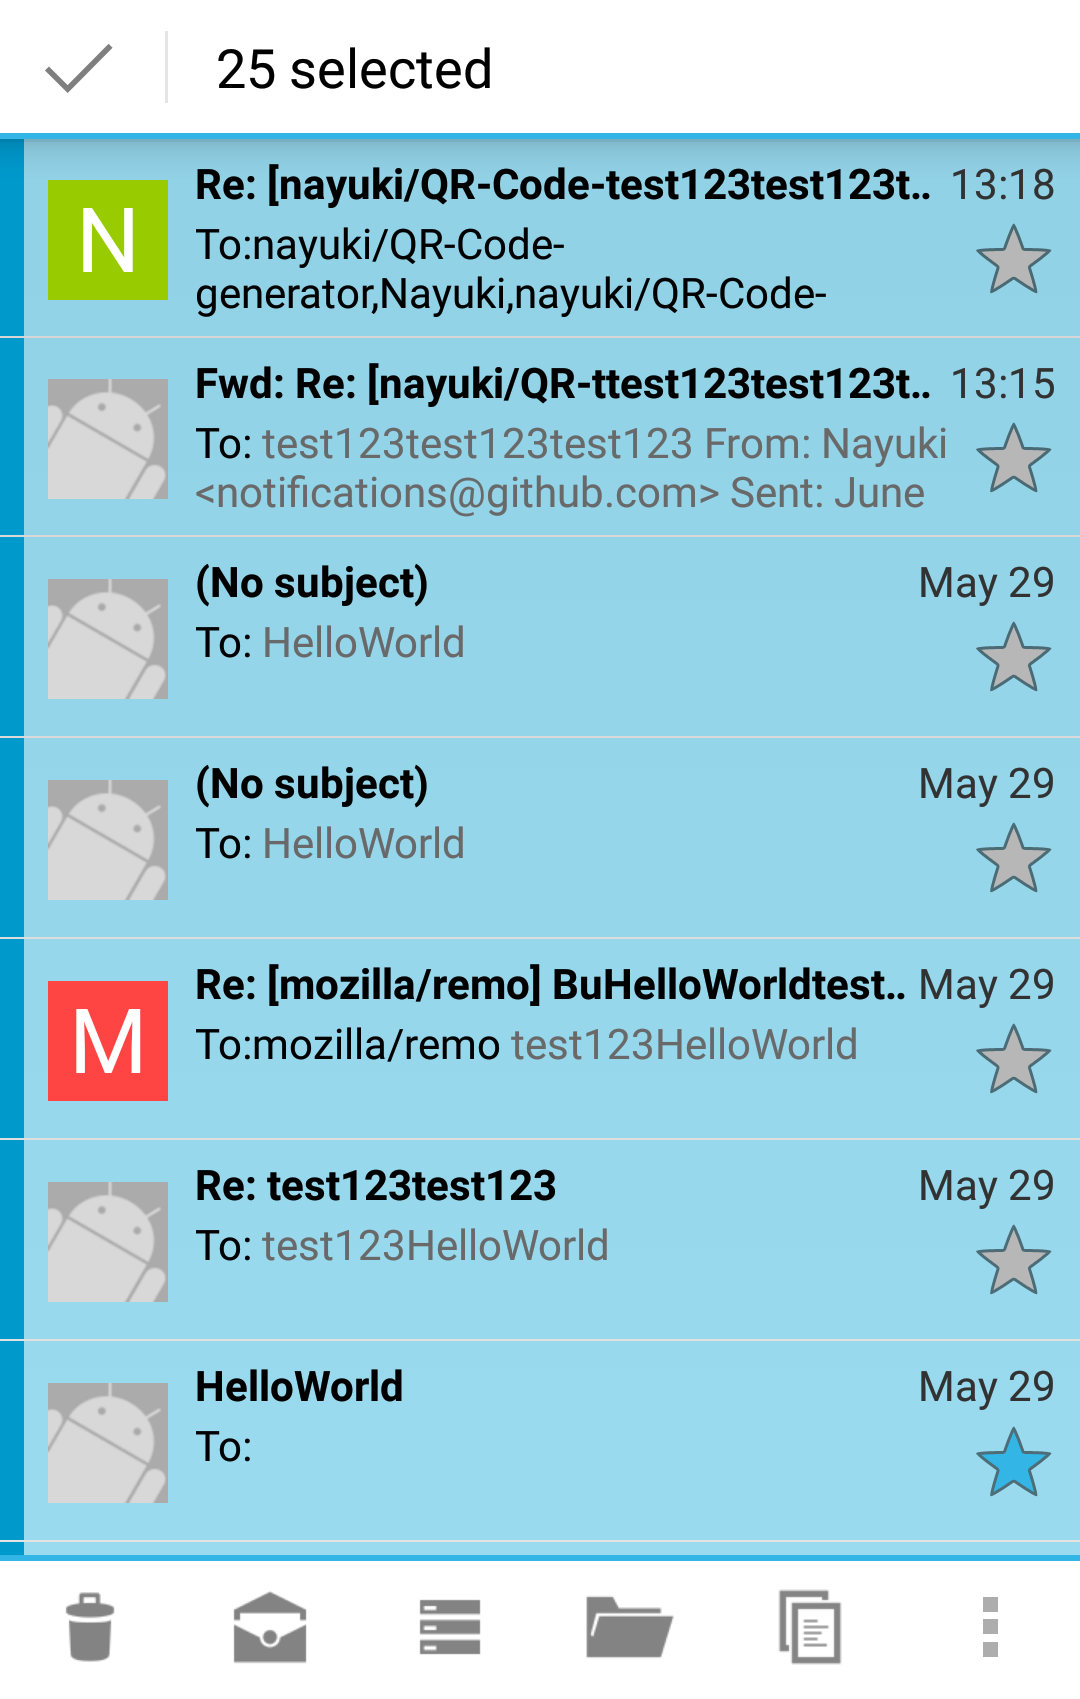 25 selected
N
Re: [nayuki/QR-Code-test123test123t.. 13:18
To:nayuki/QR-Code-
generator,Nayuki,nayuki/QR-Code-
Fwd: Re: [nayuki/QR-ttest123test123t.. 13:15
To: test123test123test123 From: Nayuki
<notifications@github.com> Sent: June
(No subject) May 29
To: HelloWorld
(No subject) May 29
To: HelloWorld
M
Re: [mozilla/remo] BuHelloWorldtest.. May 29
To:mozilla/remo test123HelloWorld
Re: test123test123 May 29
To: test123HelloWorld
HelloWorld May 29
To: